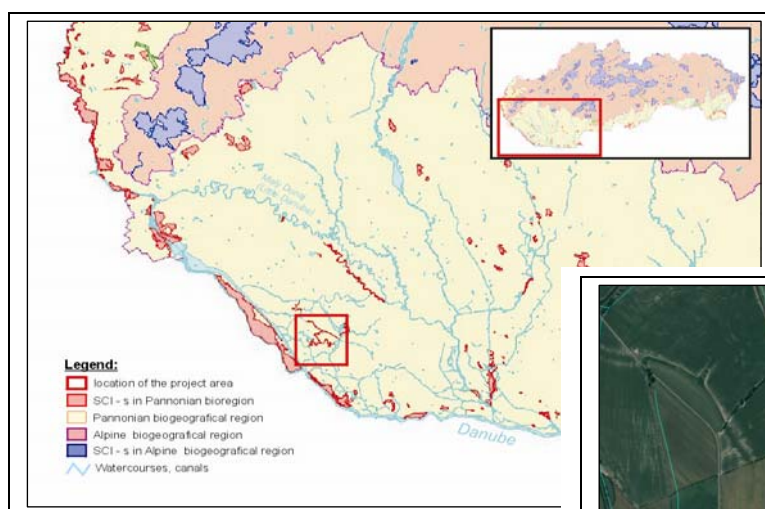 Malý Dunaj
(Little Danube)
Legend:
location of the project area
SCI - s in Pannonian bioregion
Pannonian biogeografical region
Alpine biogeografical region
SCI - s in Alpine biogeografical region
Watercourses, canals
Danube